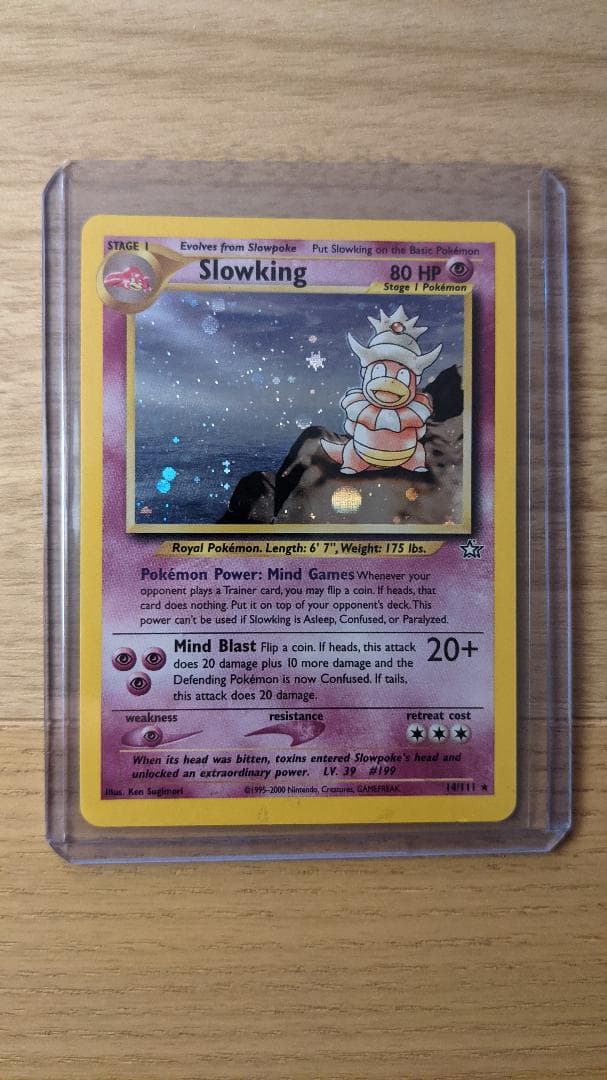 STAGE 1 Evolves from Slowpoke Put Slowking on the Basic Pokémon
Slowking 80 HP
Stage 1 Pokémon
Royal Pokémon. Length: 6' 7", Weight: 175 lbs.
Pokémon Power: Mind Games Whenever your
opponent plays a Trainer card, you may flip a coin. If heads, that
card does nothing. Put it on top of your opponent's deck. This
power can't be used if Slowking is Asleep, Confused, or Paralyzed.
Mind Blast Flip a coin. If heads, this attack 20+
does 20 damage plus 10 more damage and the
Defending Pokémon is now Confused. If tails,
this attack does 20 damage.
weakness resistance retreat cost
When its head was bitten, toxins entered Slowpoke's head and
unlocked an extraordinary power. LV. 39 #199
Illus. Ken Sugimori ©1995–2000 Nintendo, Creatures, GAMEFREAK 14/111 ★